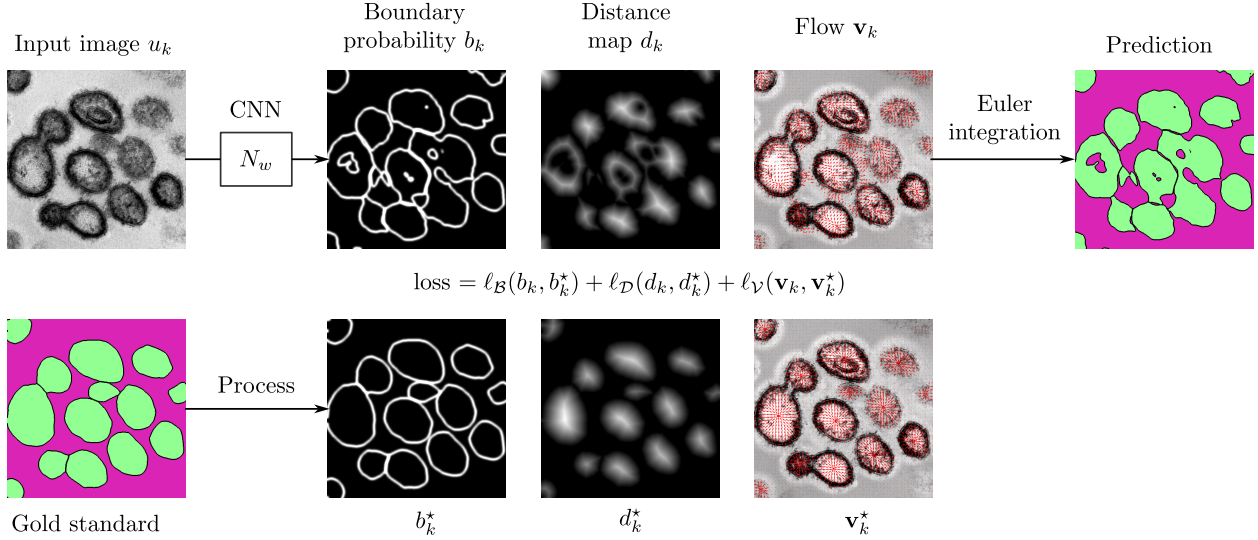 Input image u_k
Boundary
probability b_k
Distance
map d_k
Flow v_k
Prediction
CNN
N_w
Euler
integration
loss = ℓ_B(b_k, b_k^⋆) + ℓ_D(d_k, d_k^⋆) + ℓ_V(v_k, v_k^⋆)
Process
Gold standard
b_k^⋆
d_k^⋆
v_k^⋆